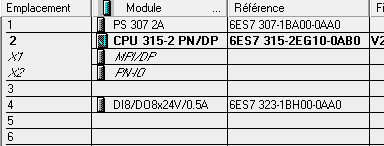 Emplacement Module ... Référence Fi
1 PS 307 2A 6ES7 307-1BA00-0AA0
2 CPU 315-2 PN/DP 6ES7 315-2EG10-0AB0 V2
X1 MPI/DP
X2 PN-IO
3
4 DI8/DO8x24V/0.5A 6ES7 323-1BH00-0AA0
5
6